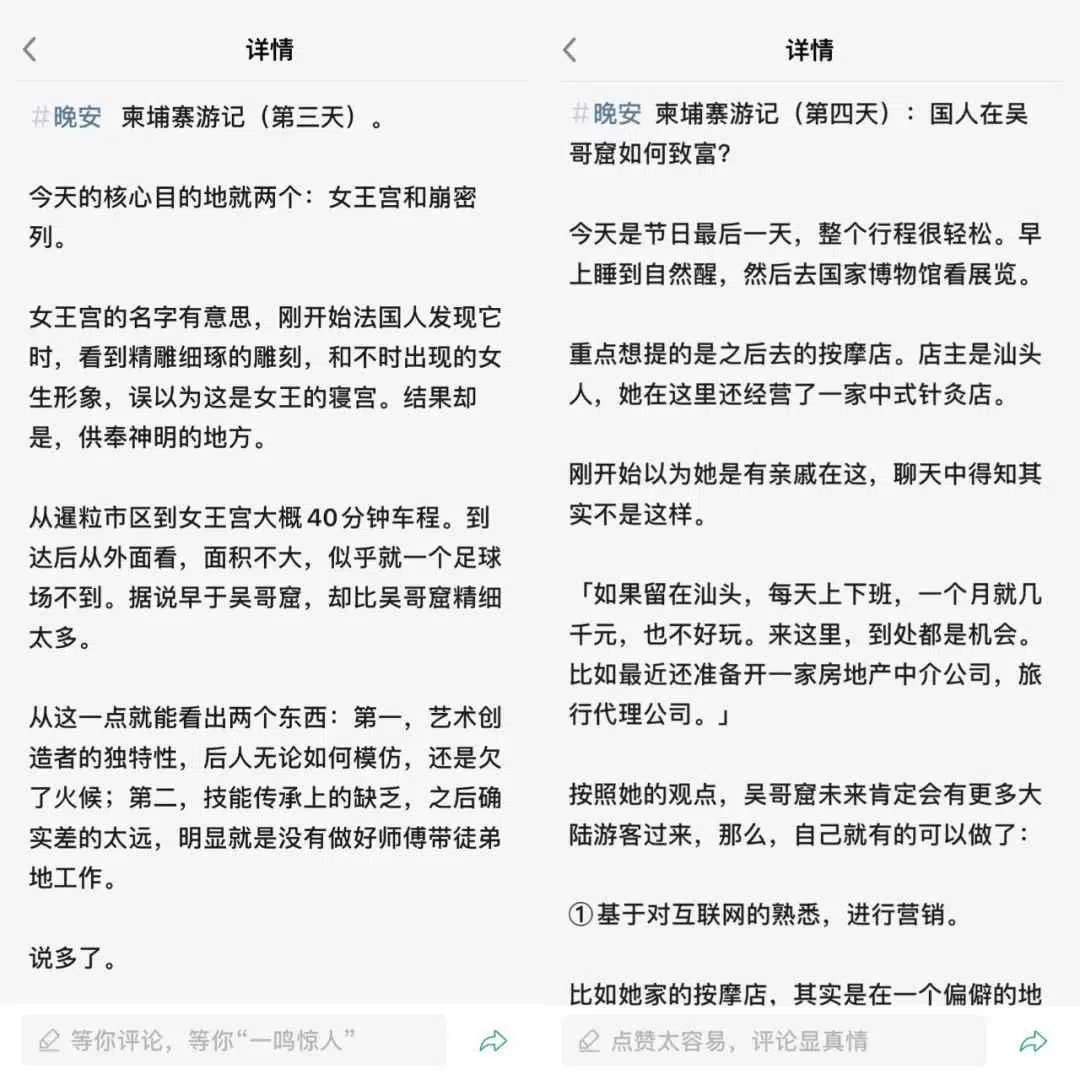 详情
#晚安 柬埔寨游记（第三天）。
今天的核心目的地就两个：女王宫和崩密
列。
女王宫的名字有意思，刚开始法国人发现它
时，看到精雕细琢的雕刻，和不时出现的女
生形象，误以为这是女王的寝宫。结果却
是，供奉神明的地方。
从暹粒市区到女王宫大概40分钟车程。到
达后从外面看，面积不大，似乎就一个足球
场不到。据说早于吴哥窟，却比吴哥窟精细
太多。
从这一点就能看出两个东西：第一，艺术创
造者的独特性，后人无论如何模仿，还是欠
了火候；第二，技能传承上的缺乏，之后确
实差的太远，明显就是没有做好师傅带徒弟
地工作。
说多了。
等你评论，等你“一鸣惊人”
详情
#晚安 柬埔寨游记（第四天）：国人在吴
哥窟如何致富？
今天是节日最后一天，整个行程很轻松。早
上睡到自然醒，然后去国家博物馆看展览。
重点想提的是之后去的按摩店。店主是汕头
人，她在这里还经营了一家中式针灸店。
刚开始以为她是有亲戚在这，聊天中得知其
实不是这样。
「如果留在汕头，每天上下班，一个月就几
千元，也不好玩。来这里，到处都是机会。
比如最近还准备开一家房地产中介公司，旅
行代理公司。」
按照她的观点，吴哥窟未来肯定会有更多大
陆游客过来，那么，自己就有的可以做了：
①基于对互联网的熟悉，进行营销。
比如她家的按摩店，其实是在一个偏僻的地
点赞太容易，评论显真情